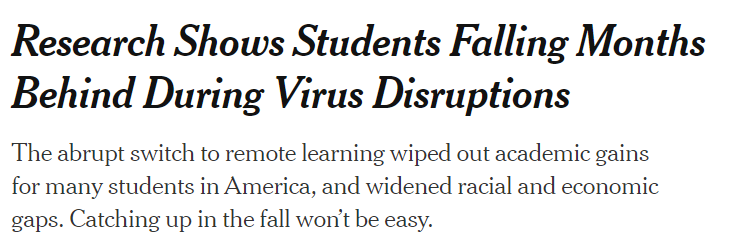 Research Shows Students Falling Months
Behind During Virus Disruptions
The abrupt switch to remote learning wiped out academic gains
for many students in America, and widened racial and economic
gaps. Catching up in the fall won’t be easy.